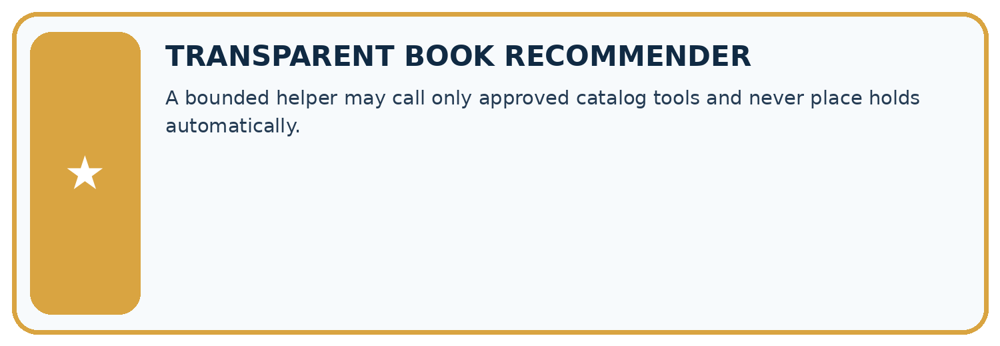 TRANSPARENT BOOK RECOMMENDER
A bounded helper may call only approved catalog tools and never place holds
automatically.